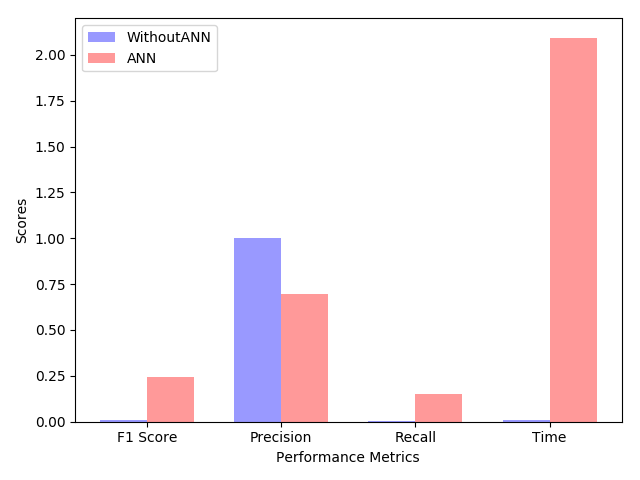 WithoutANN
ANN
2.00
1.75
1.50
1.25
1.00
0.75
0.50
0.25
0.00
Scores
F1 Score Precision Recall Time
Performance Metrics